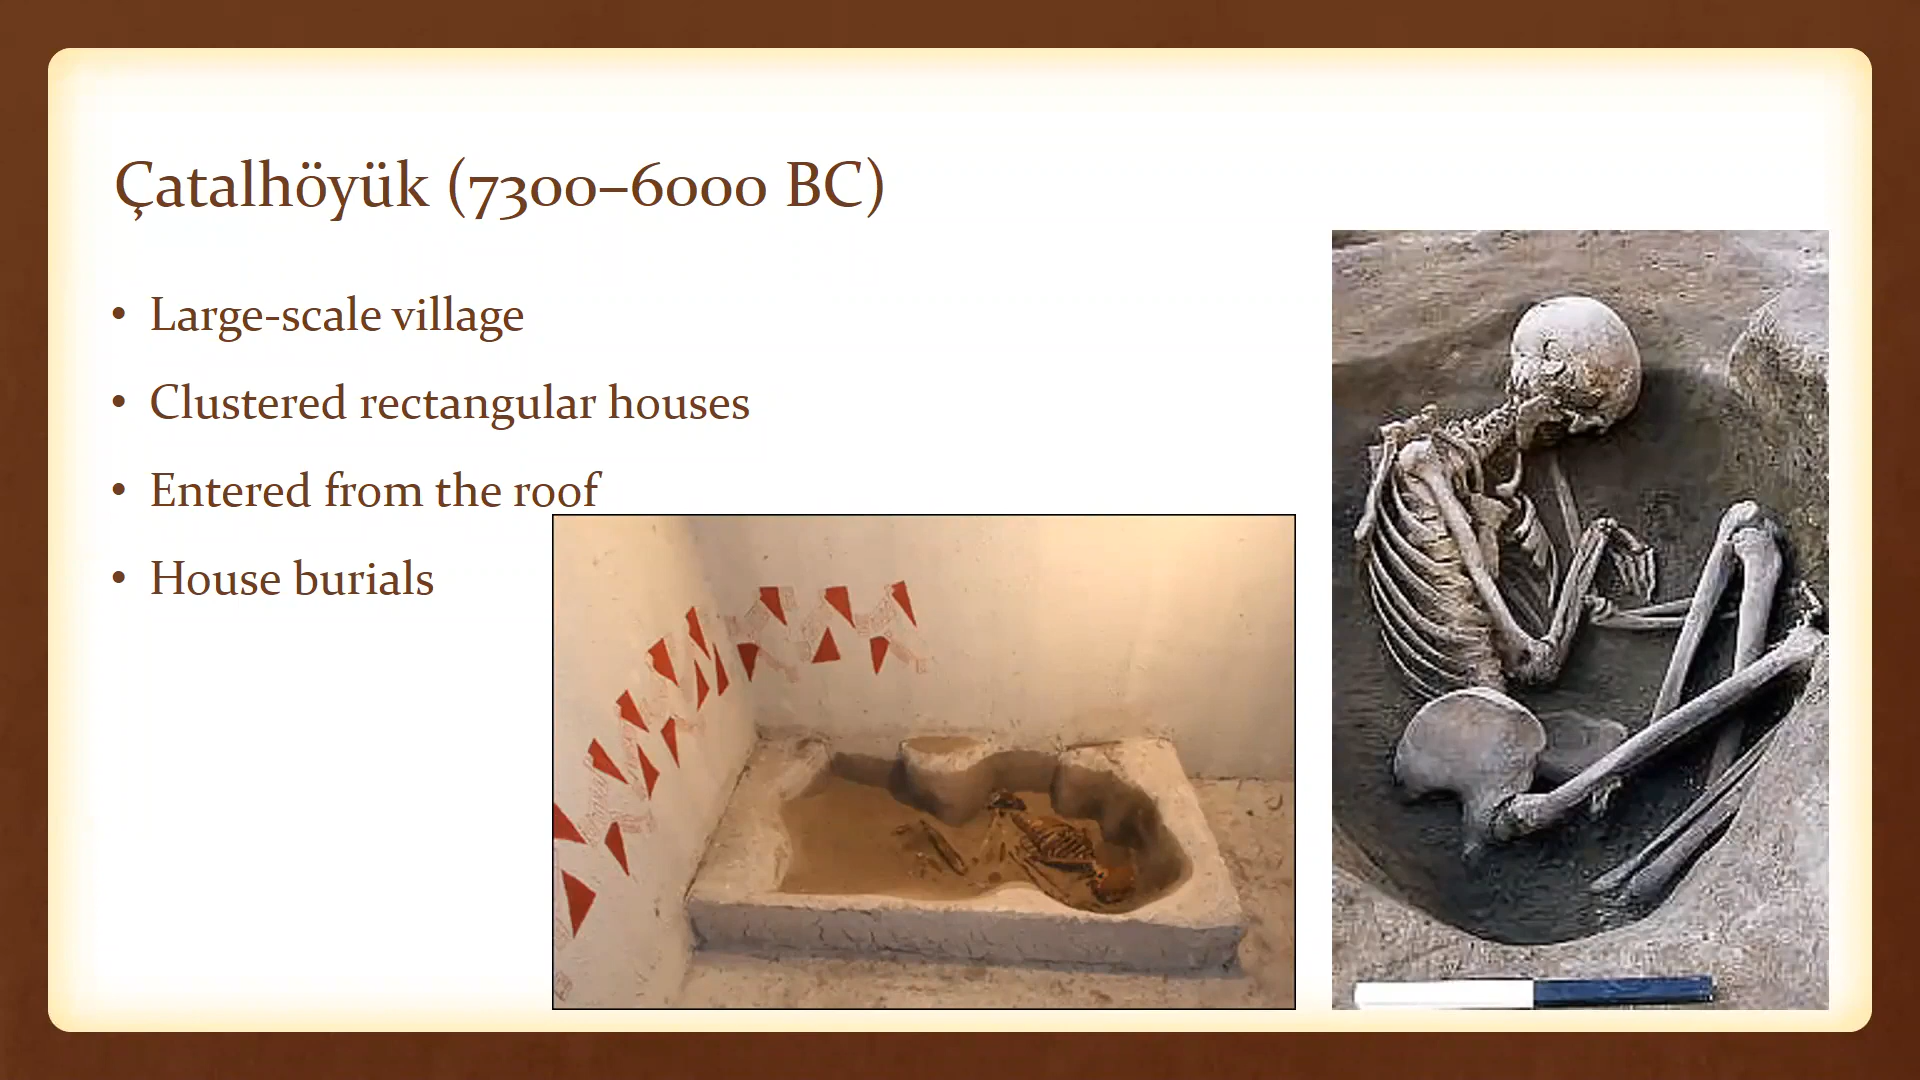 Çatalhöyük (7300–6000 BC)
• Large-scale village
• Clustered rectangular houses
• Entered from the roof
• House burials